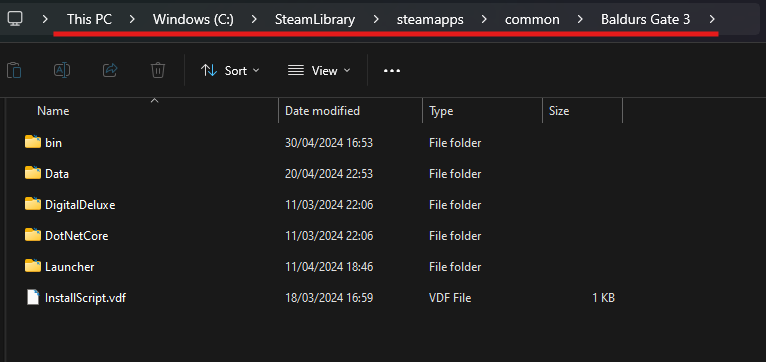 This PC > Windows (C:) > SteamLibrary > steamapps > common > Baldurs Gate 3 >
Sort View ...
Name Date modified Type Size
bin 30/04/2024 16:53 File folder
Data 20/04/2024 22:53 File folder
DigitalDeluxe 11/03/2024 22:06 File folder
DotNetCore 11/03/2024 22:06 File folder
Launcher 11/04/2024 18:46 File folder
InstallScript.vdf 18/03/2024 16:59 VDF File 1 KB